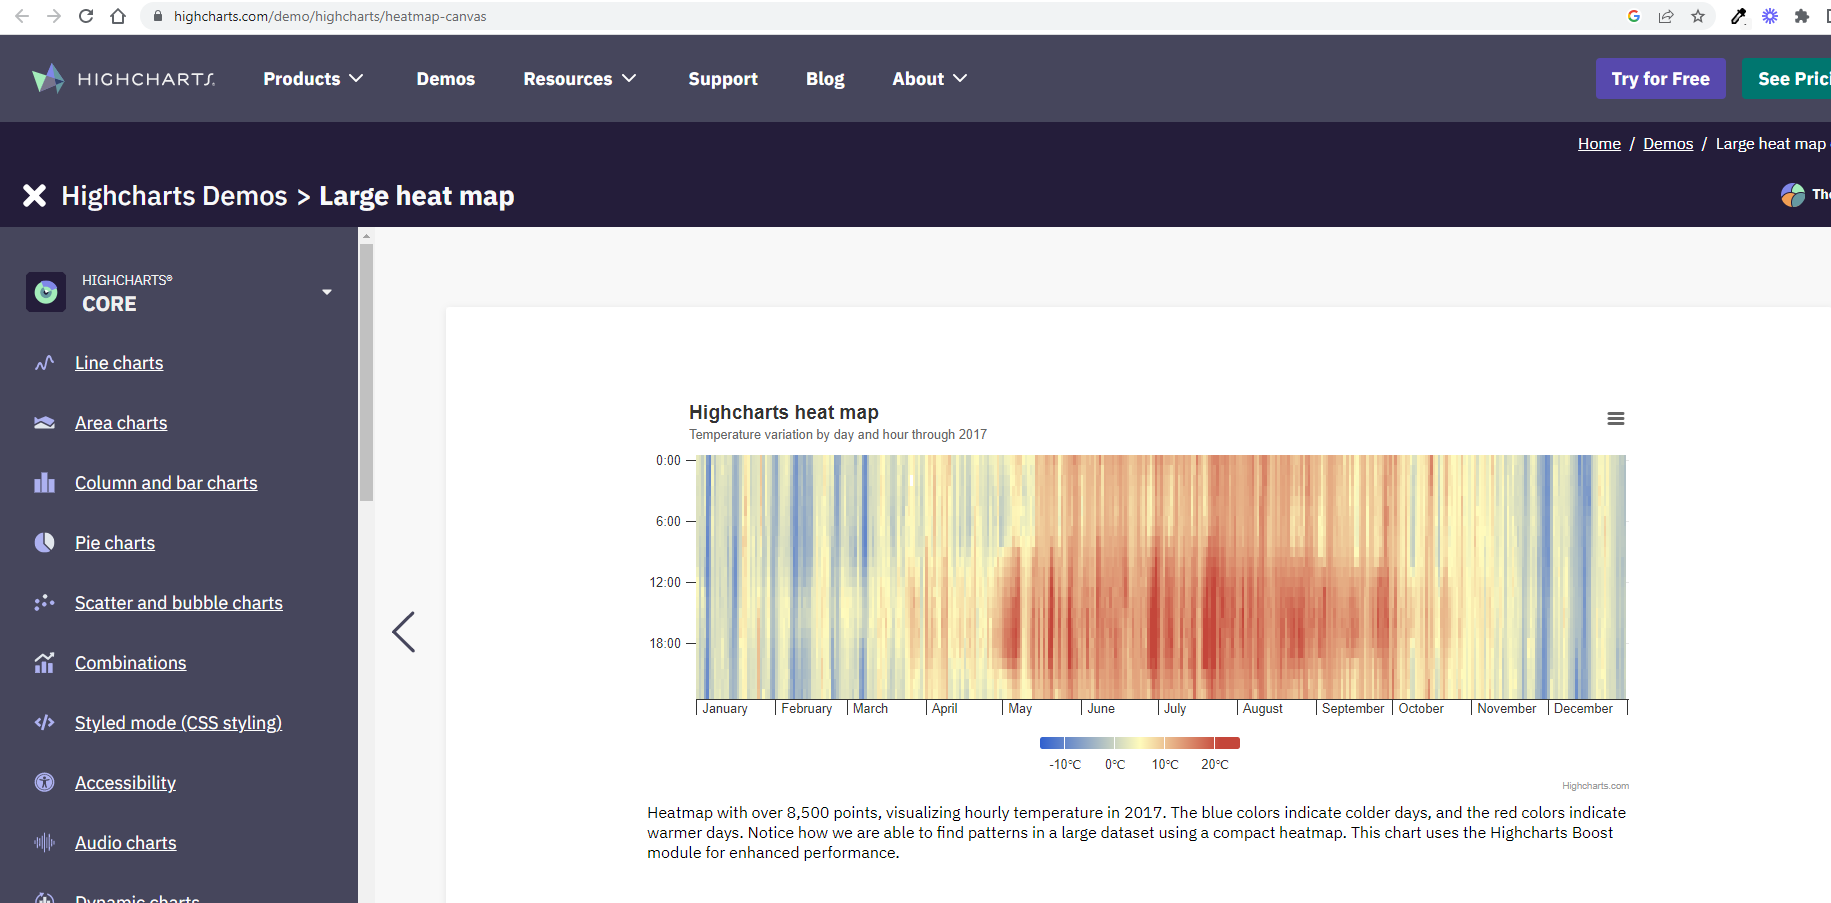 highcharts.com/demo/highcharts/heatmap-canvas
HIGHCHARTS.
Products
Demos
Resources
Support
Blog
About
Try for Free
See Prici
Home / Demos / Large heat map
Highcharts Demos > Large heat map
The
HIGHCHARTS®
CORE
Line charts
Area charts
Column and bar charts
Pie charts
Scatter and bubble charts
Combinations
Styled mode (CSS styling)
Accessibility
Audio charts
Dynamic charts
Highcharts heat map
Temperature variation by day and hour through 2017
0:00
6:00
12:00
18:00
January February March April May June July August September October November December
-10°C 0°C 10°C 20°C
Highcharts.com
Heatmap with over 8,500 points, visualizing hourly temperature in 2017. The blue colors indicate colder days, and the red colors indicate
warmer days. Notice how we are able to find patterns in a large dataset using a compact heatmap. This chart uses the Highcharts Boost
module for enhanced performance.